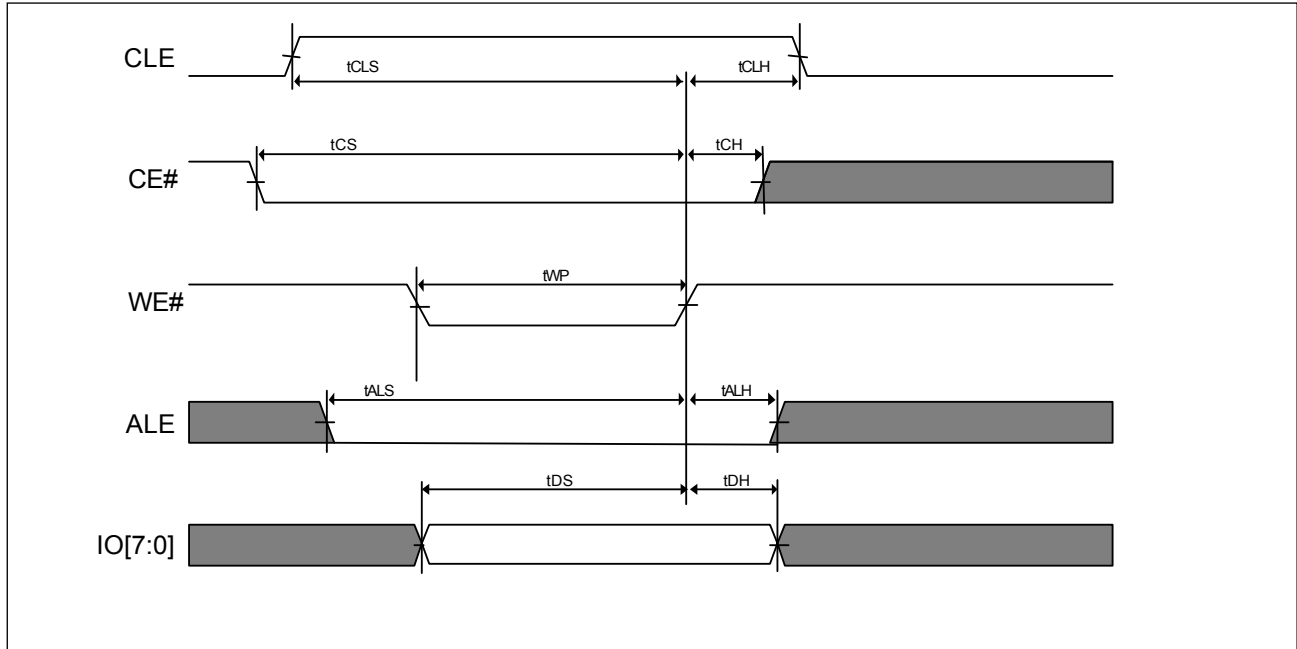 CLE
tCLS
tCLH
CE#
tCS
tCH
WE#
tWP
ALE
tALS
tALH
IO[7:0]
tDS
tDH